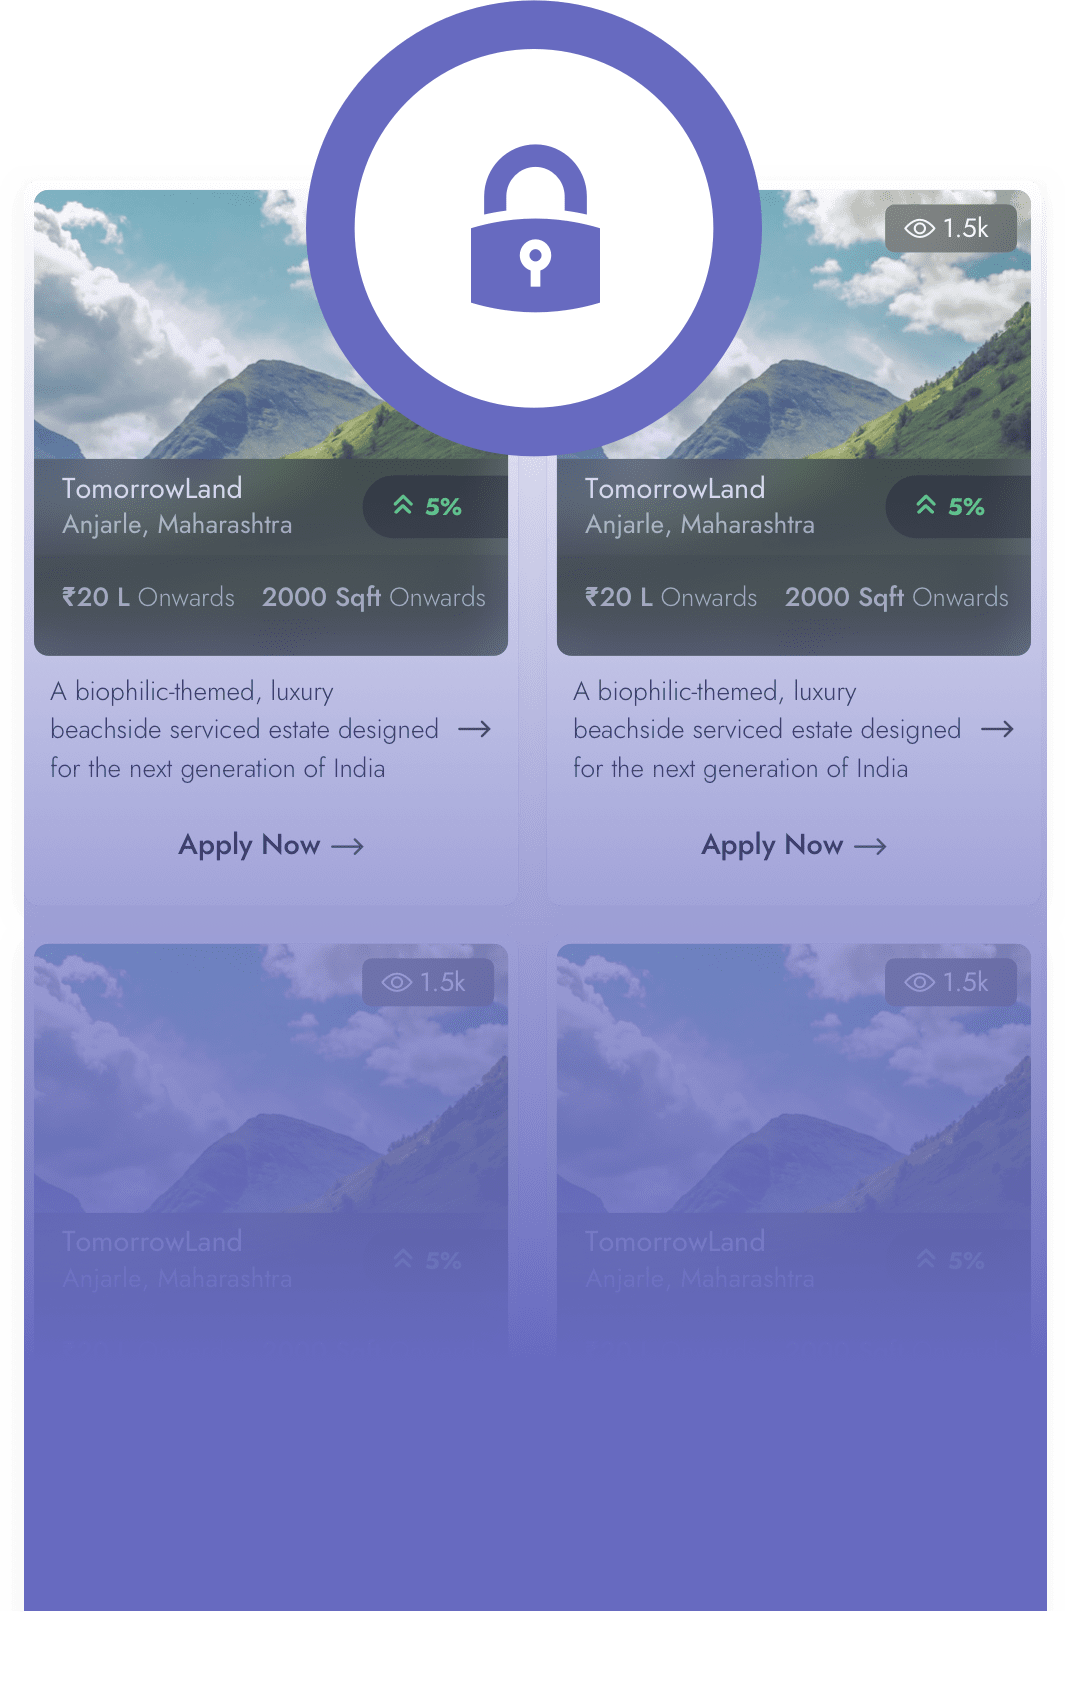 1.5k
TomorrowLand
Anjarle, Maharashtra
5%
₹20 L Onwards 2000 Sqft Onwards
A biophilic-themed, luxury
beachside serviced estate designed
for the next generation of India
Apply Now
TomorrowLand
Anjarle, Maharashtra
5%
₹20 L Onwards 2000 Sqft Onwards
A biophilic-themed, luxury
beachside serviced estate designed
for the next generation of India
Apply Now
1.5k
TomorrowLand
Anjarle, Maharashtra
5%
1.5k
TomorrowLand
Anjarle, Maharashtra
5%